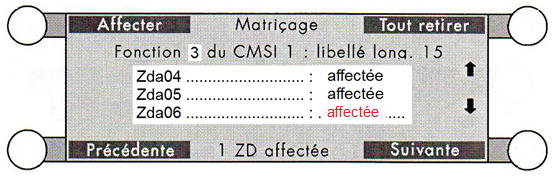 Affecter Matriçage Tout retirer
Fonction 3 du CMSI 1 : libellé long. 15
Zda04 ........................... : affectée
Zda05 ........................... : affectée
Zda06 ........................... : . affectée .....
Précédente 1 ZD affectée Suivante